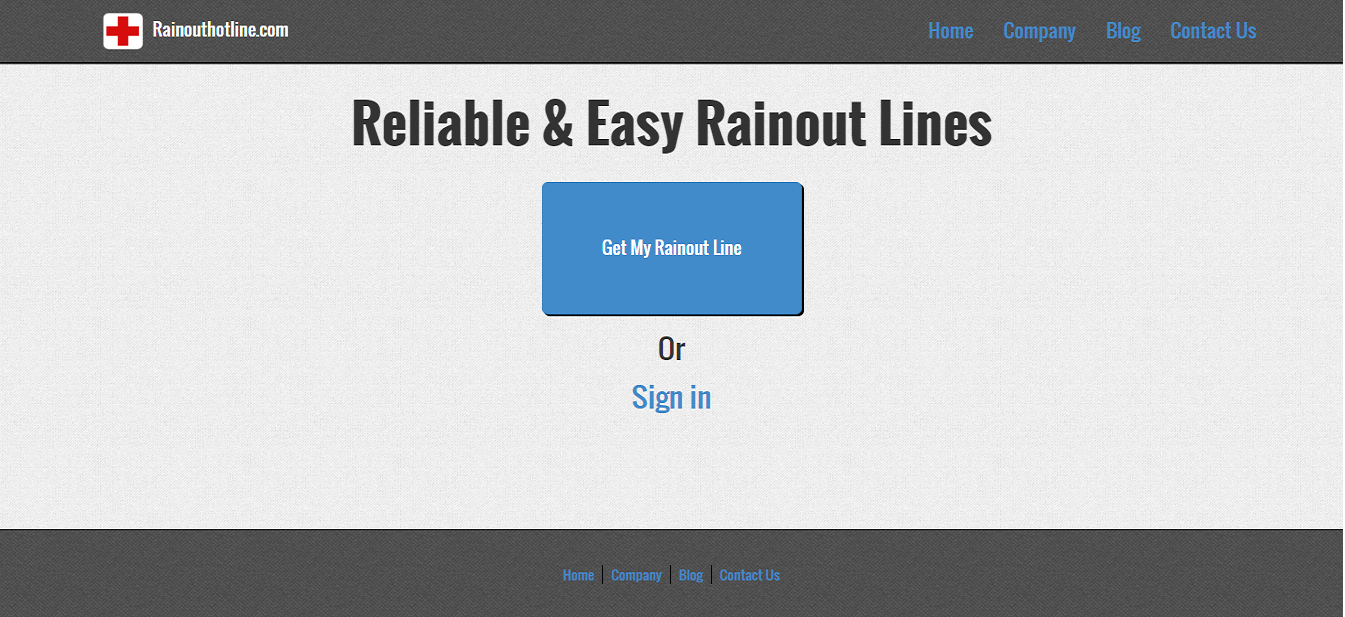 Rainouthotline.com
Home Company Blog Contact Us
Reliable & Easy Rainout Lines
Get My Rainout Line
Or
Sign in
Home Company Blog Contact Us